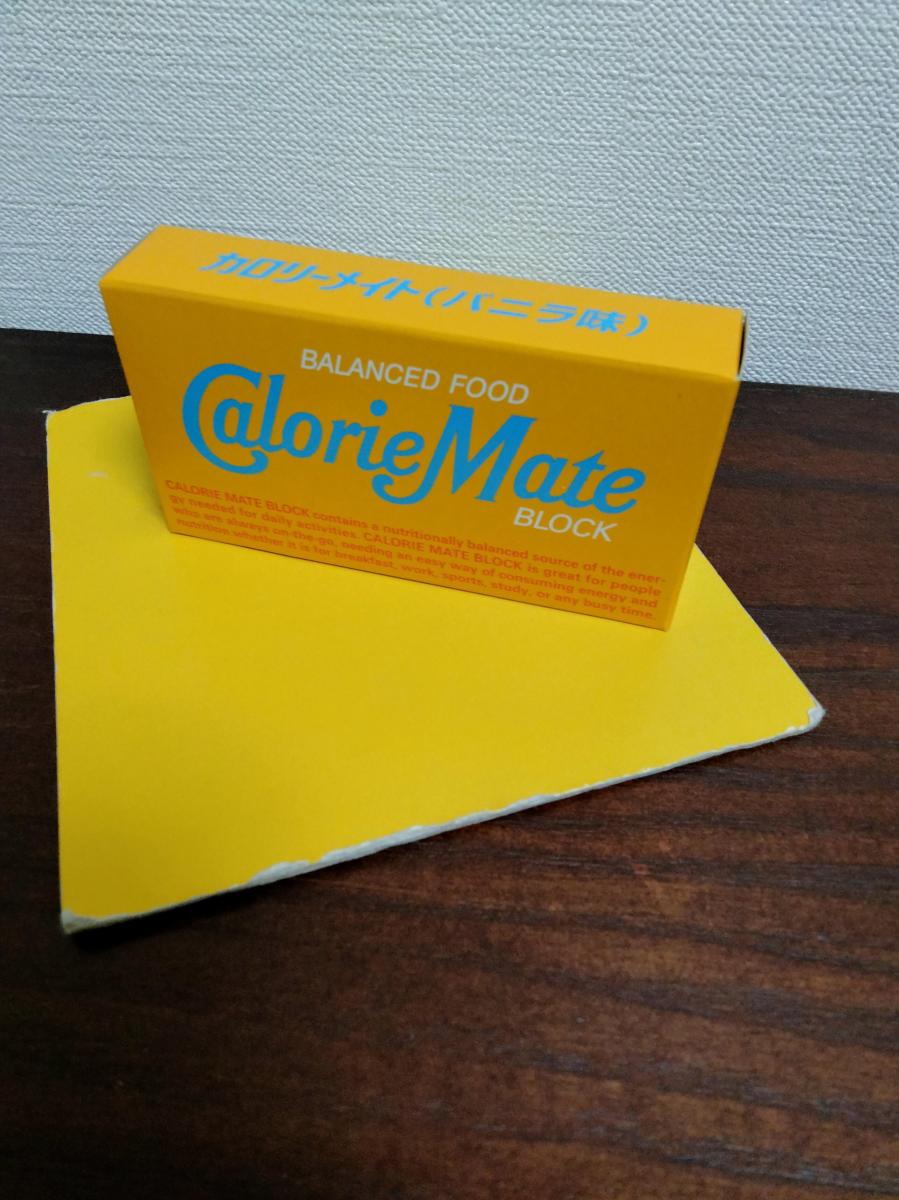 カロリーメイト(バニラ味)
BALANCED FOOD
CalorieMate
BLOCK
CALORIE MATE BLOCK contains a nutritionally balanced source of the ener-
gy needed for daily activities. CALORIE MATE BLOCK is great for people
who are always on-the-go, needing an easy way of consuming energy and
nutrition whether it is for breakfast, work, sports, study, or any busy time.